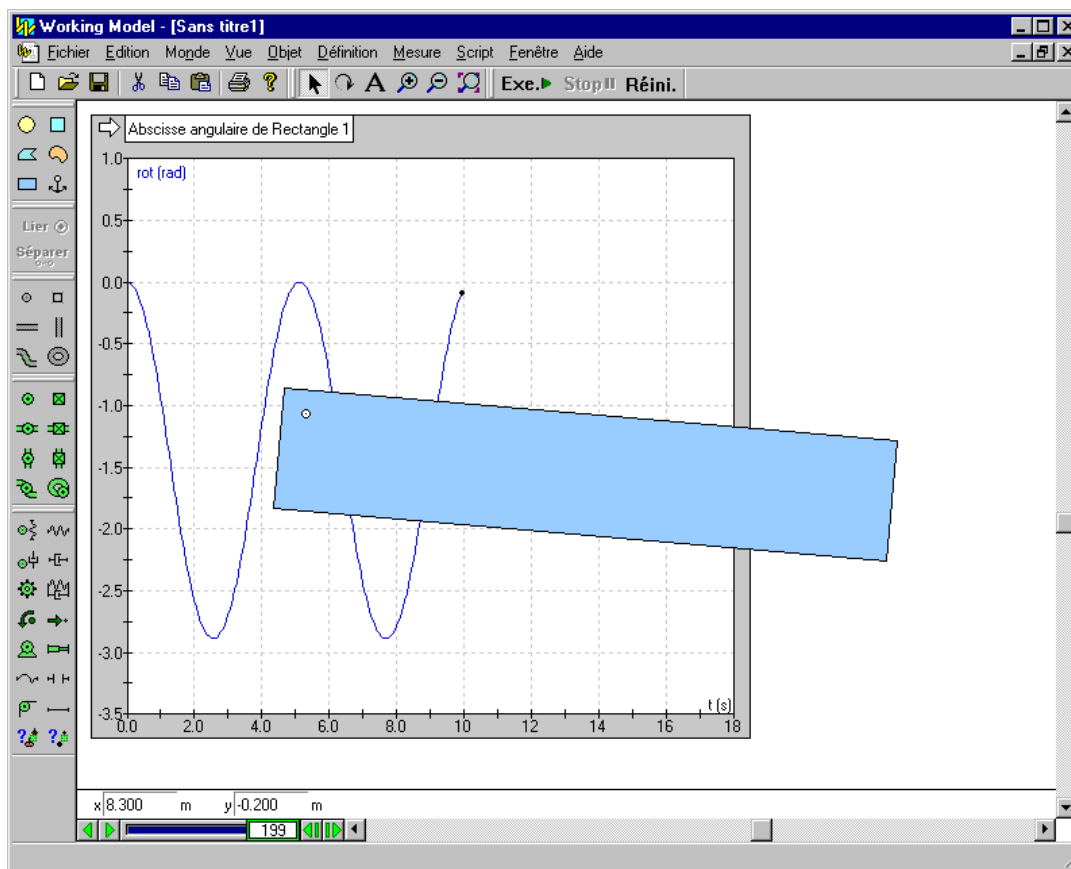 Working Model - [Sans titre1]
Fichier Edition Monde Vue Objet Définition Mesure Script Fenêtre Aide
A Exe. Stop Réini.
Abscisse angulaire de Rectangle 1
rot (rad)
1.0
0.5
0.0
-0.5
-1.0
-1.5
-2.0
-2.5
-3.0
-3.5
t (s)
0.0 2.0 4.0 6.0 8.0 10 12 14 16 18
Lier
Séparer
x 8.300 m y -0.200 m
199